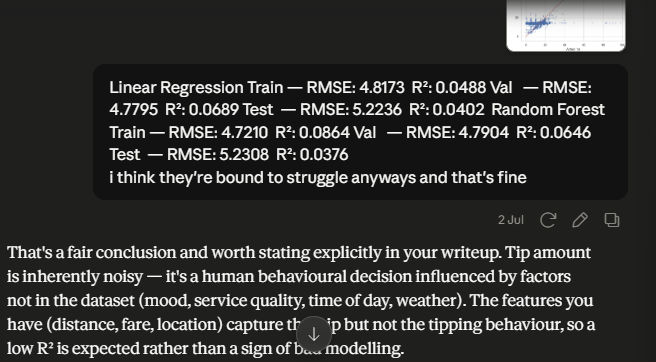 Linear Regression Train — RMSE: 4.8173 R²: 0.0488 Val — RMSE:
4.7795 R²: 0.0689 Test — RMSE: 5.2236 R²: 0.0402 Random Forest
Train — RMSE: 4.7210 R²: 0.0864 Val — RMSE: 4.7904 R²: 0.0646
Test — RMSE: 5.2308 R²: 0.0376
i think they're bound to struggle anyways and that's fine
2 Jul
That's a fair conclusion and worth stating explicitly in your writeup. Tip amount
is inherently noisy — it's a human behavioural decision influenced by factors
not in the dataset (mood, service quality, time of day, weather). The features you
have (distance, fare, location) capture but not the tipping behaviour, so a
low R² is expected rather than a sign of modelling.